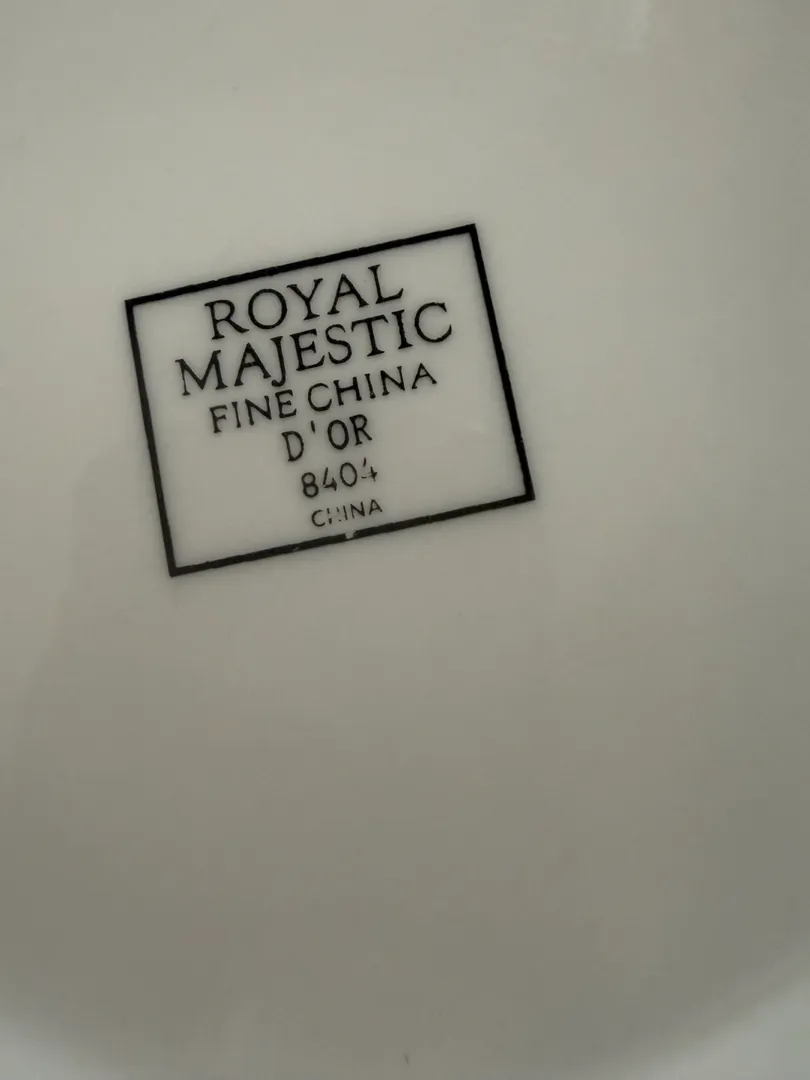 ROYAL
MAJESTIC
FINE CHINA
D'OR
8404
CHINA